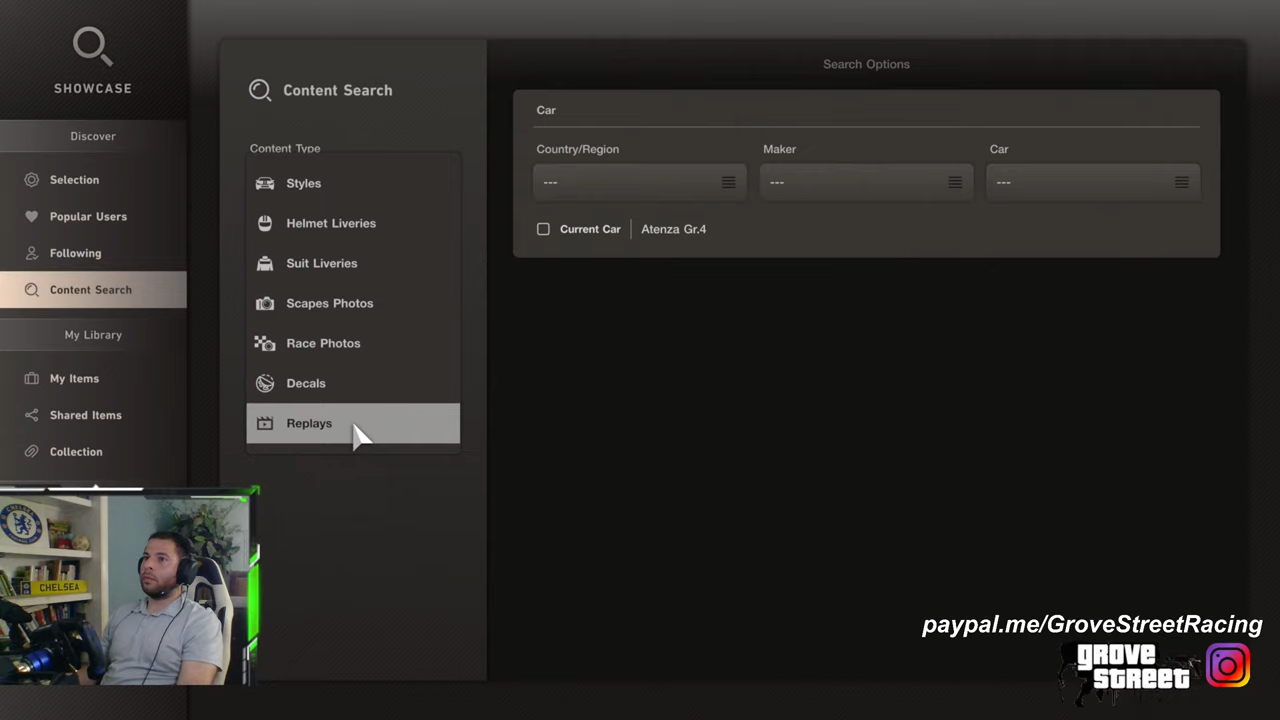 SHOWCASE
Discover
Selection
Popular Users
Following
Content Search
My Library
My Items
Shared Items
Collection
Content Search
Content Type
Styles
Helmet Liveries
Suit Liveries
Scapes Photos
Race Photos
Decals
Replays
Search Options
Car
Country/Region
Maker
Car
---
---
---
Current Car
Atenza Gr.4
CHELSEA
paypal.me/GroveStreetRacing
grove
street